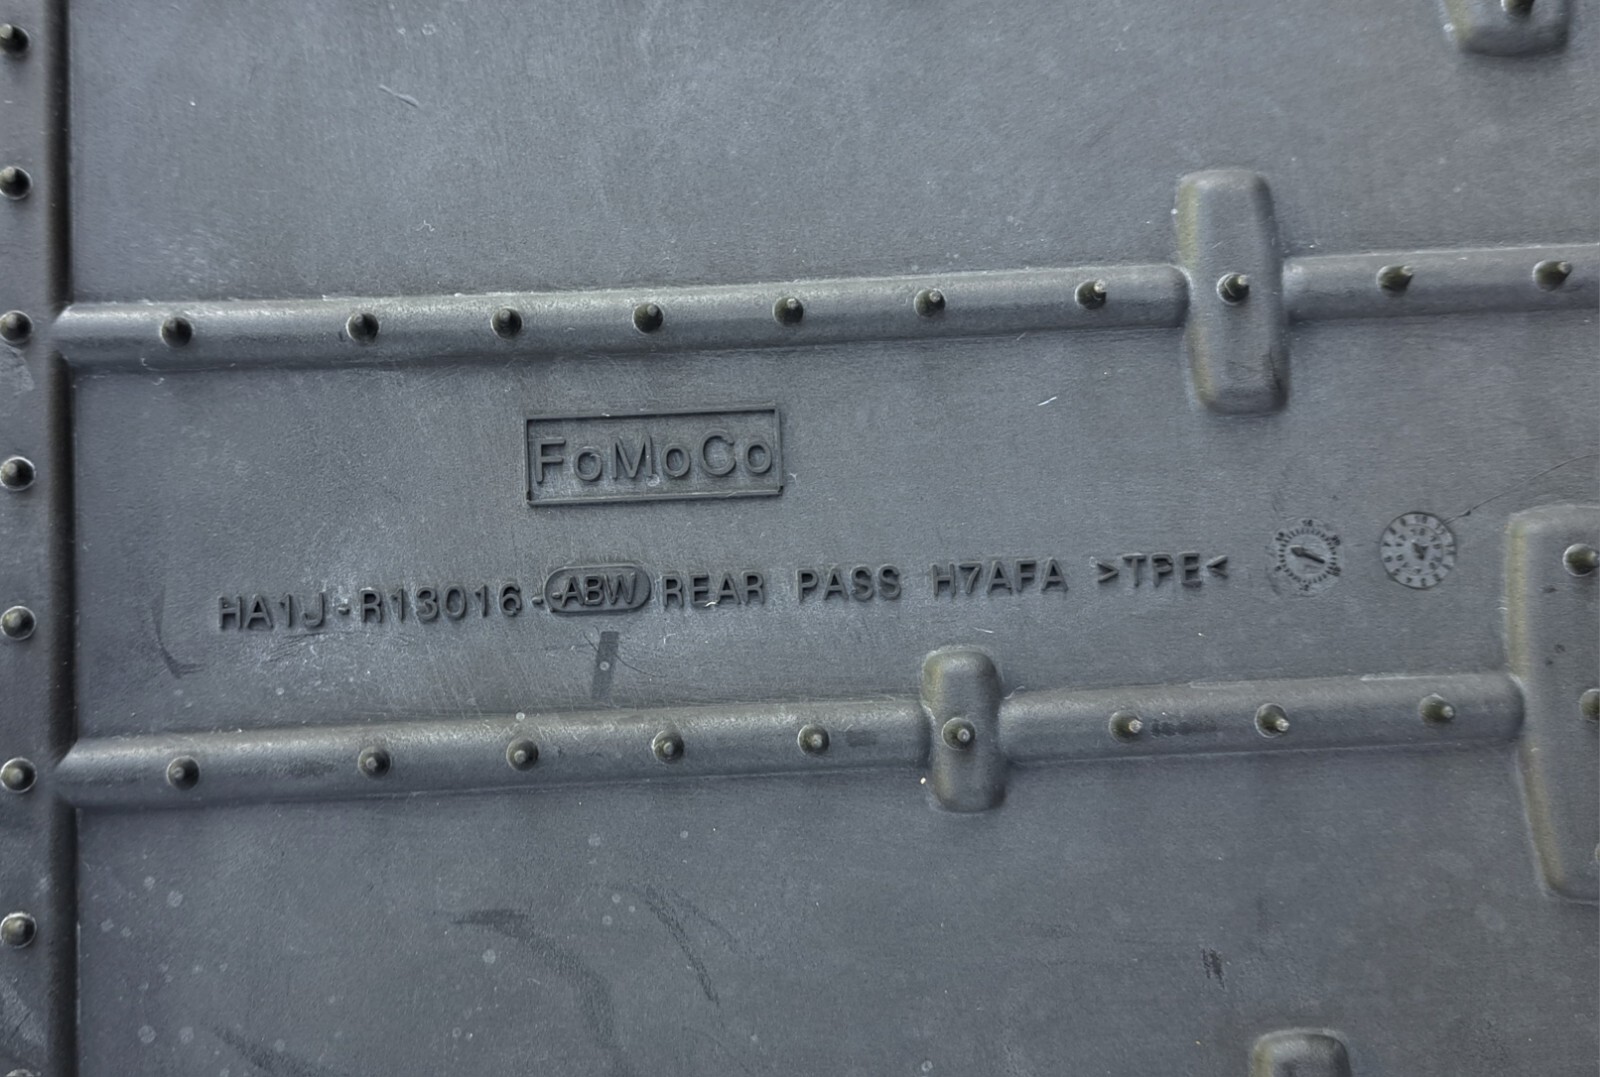 FoMoCo
HA1J-R13016-ABW REAR PASS H7AFA >TPE<